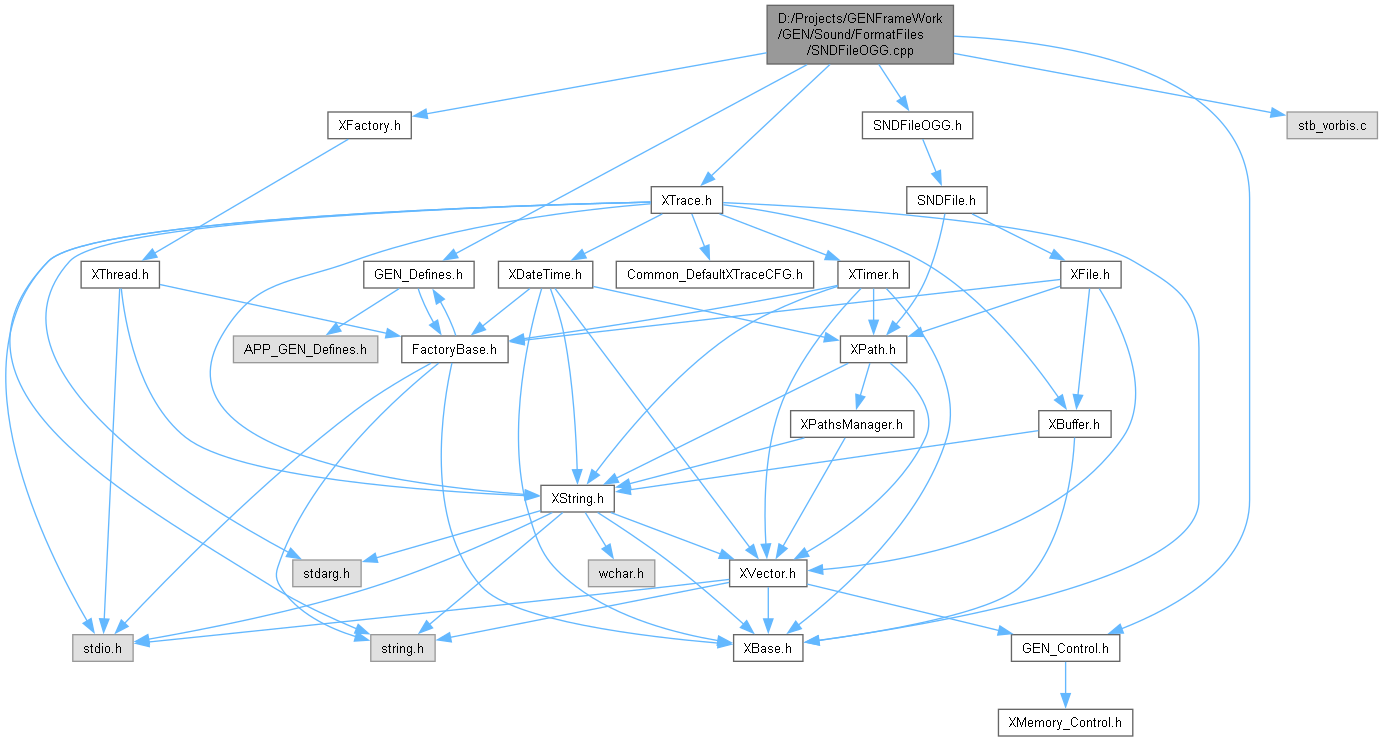 D:/Projects/GENFrameWork
/GEN/Sound/FormatFiles
/SNDFileOGG.cpp
XFactory.h
SNDFileOGG.h
stb_vorbis.c
XTrace.h
SNDFile.h
XThread.h
GEN_Defines.h
XDateTime.h
Common_DefaultXTraceCFG.h
XTimer.h
XFile.h
APP_GEN_Defines.h
FactoryBase.h
XPath.h
XPathsManager.h
XBuffer.h
XString.h
stdarg.h
wchar.h
XVector.h
stdio.h
string.h
XBase.h
GEN_Control.h
XMemory_Control.h